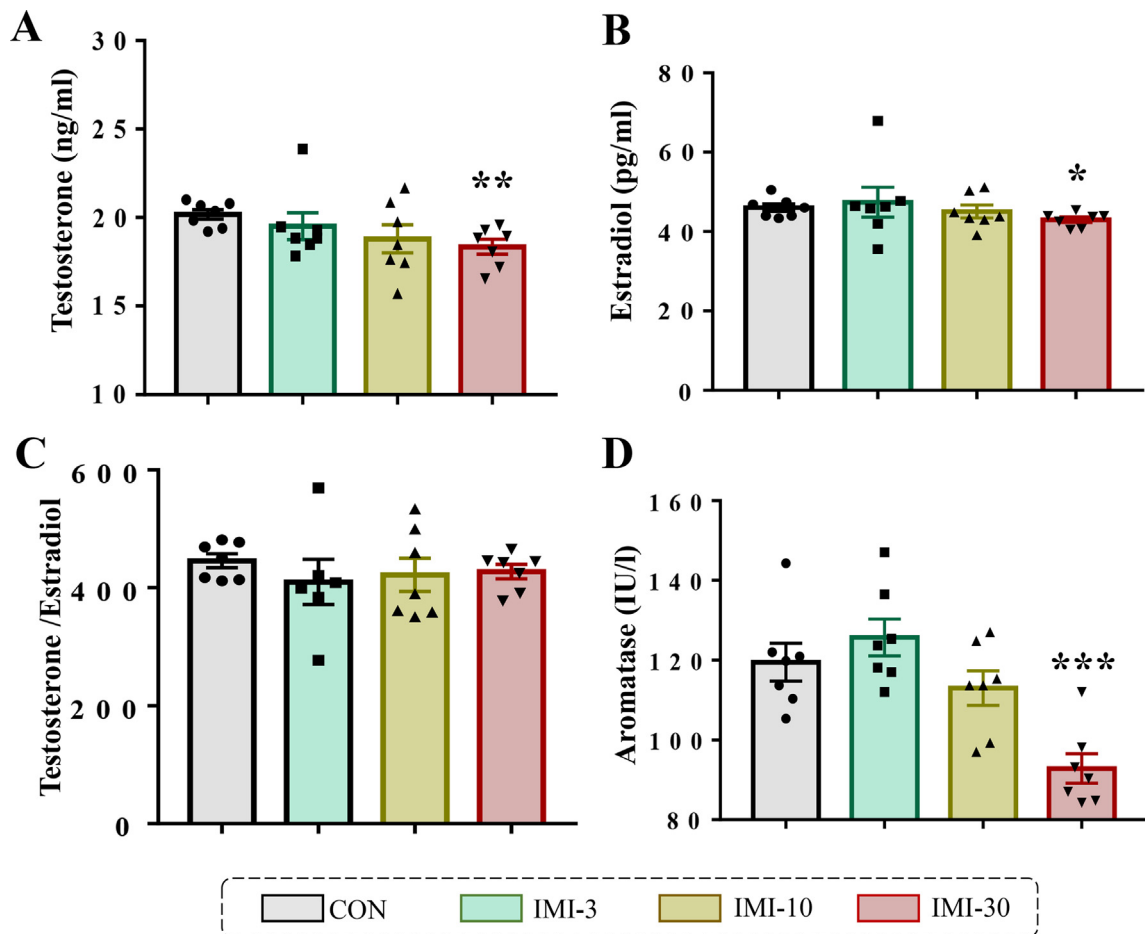 A
Testosterone (ng/ml)
30
25
20
15
10
**
B
Estradiol (pg/ml)
80
60
40
20
0
*
C
Testosterone /Estradiol
600
400
200
0
D
Aromatase (IU/l)
160
140
120
100
80
***
CON IMI-3 IMI-10 IMI-30